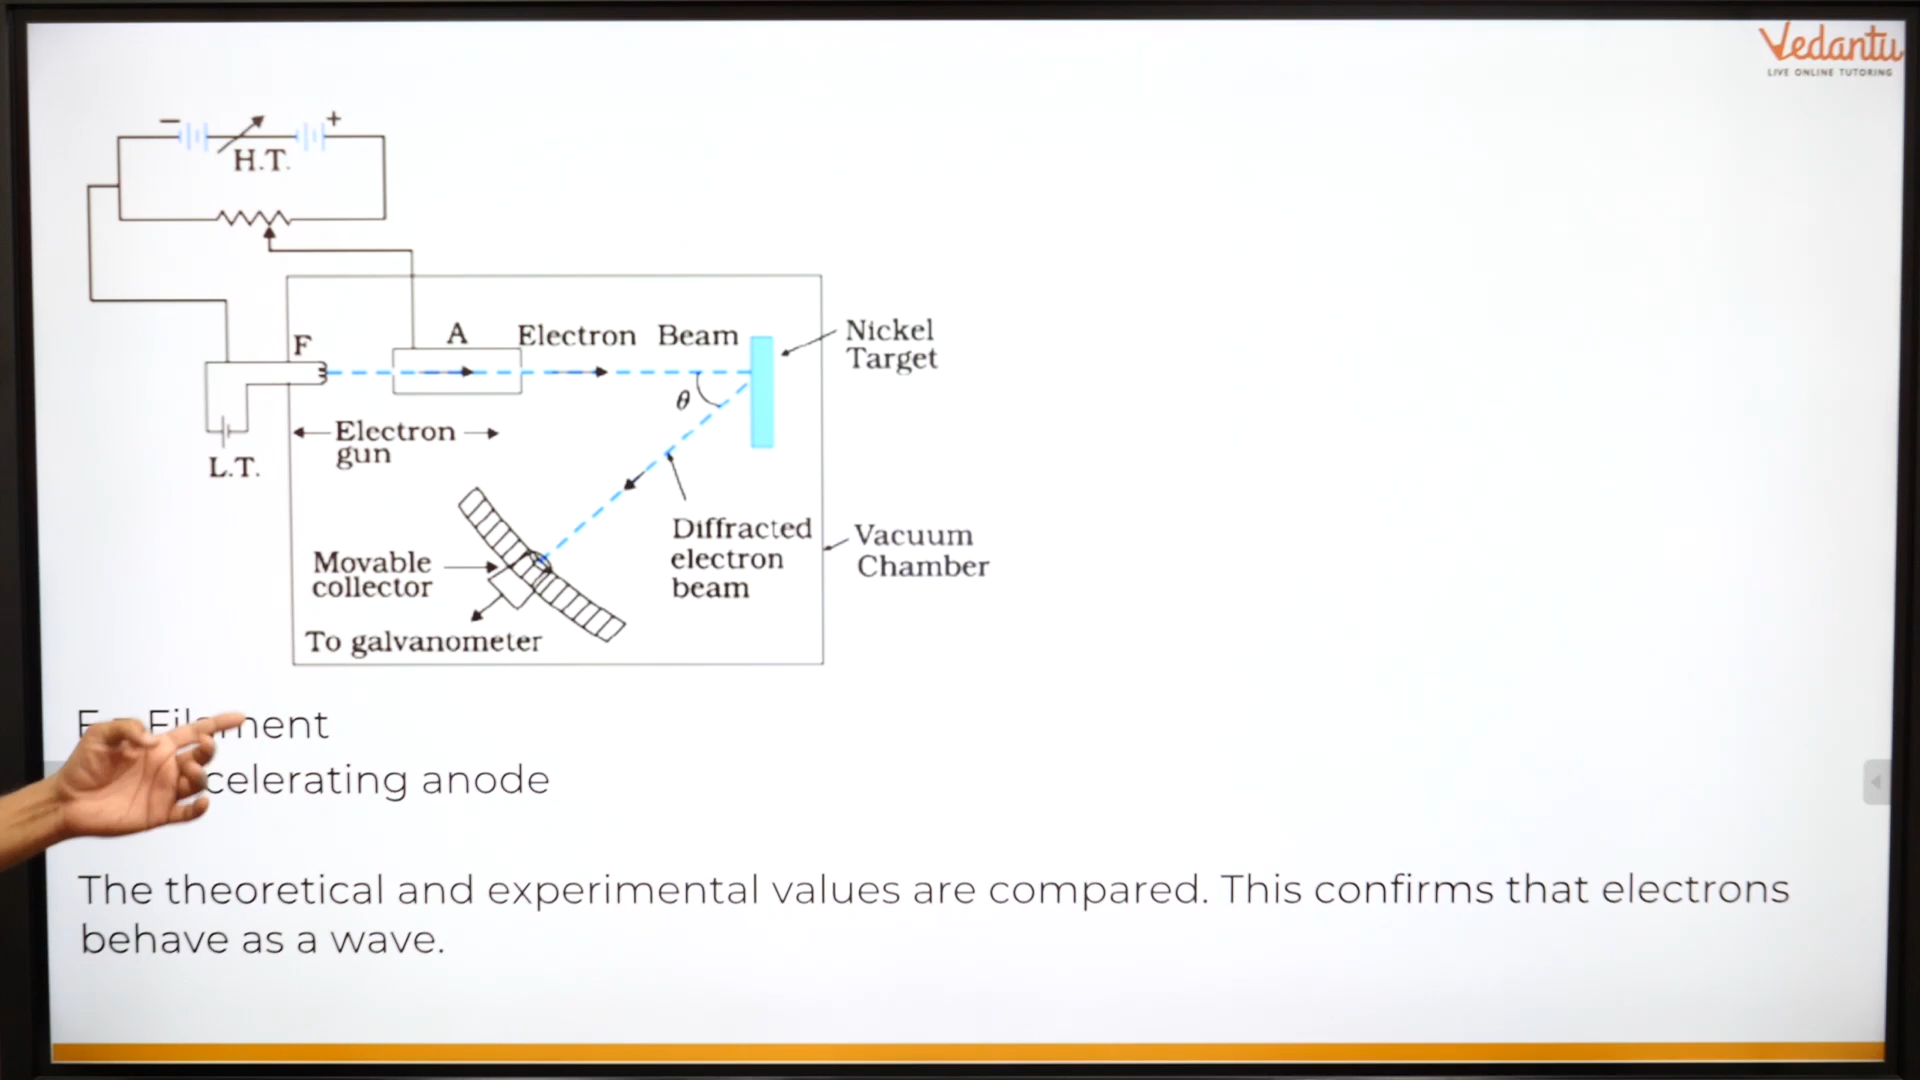 Vedantu
LIVE ONLINE TUTORING
− +
H.T.
F
A
Electron Beam
Nickel
Target
θ
Electron
gun
L.T.
Diffracted
electron
beam
Vacuum
Chamber
Movable
collector
To galvanometer
celerating anode
The theoretical and experimental values are compared. This confirms that electrons
behave as a wave.